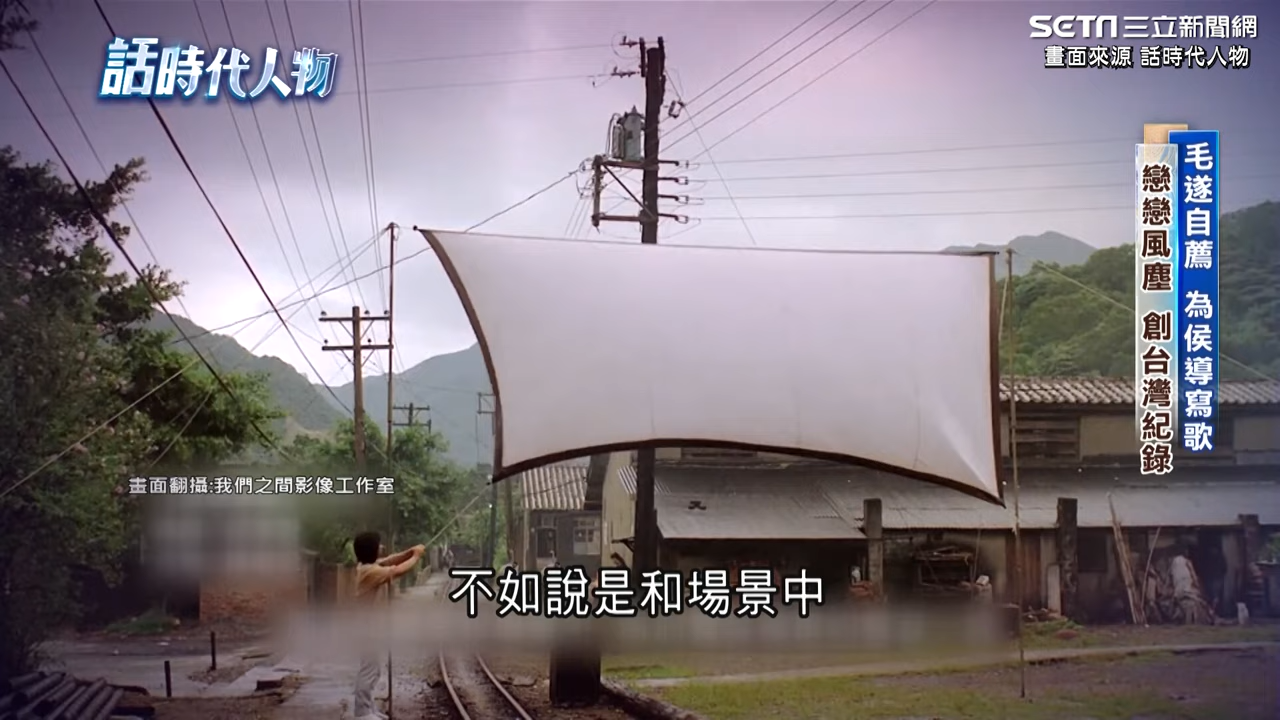 話時代人物
SETN三立新聞網
畫面來源 話時代人物
毛遂自薦 為侯導寫歌
戀戀風塵 創台灣紀錄
畫面翻攝:我們之間影像工作室
不如說是和場景中